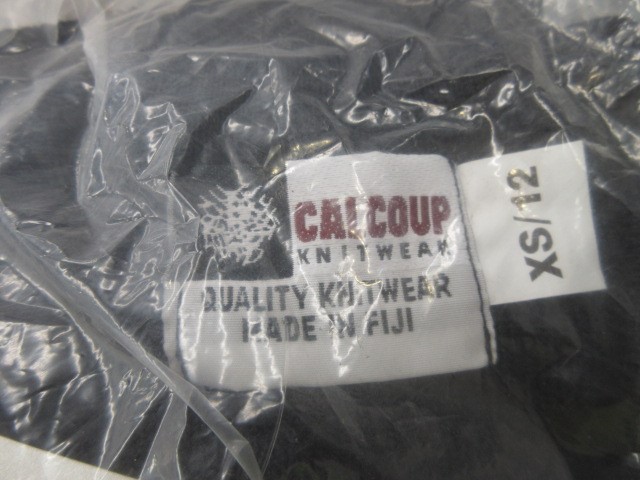 CALCOUP
KNITWEAR
QUALITY KNITWEAR
MADE IN FIJI
XS/12